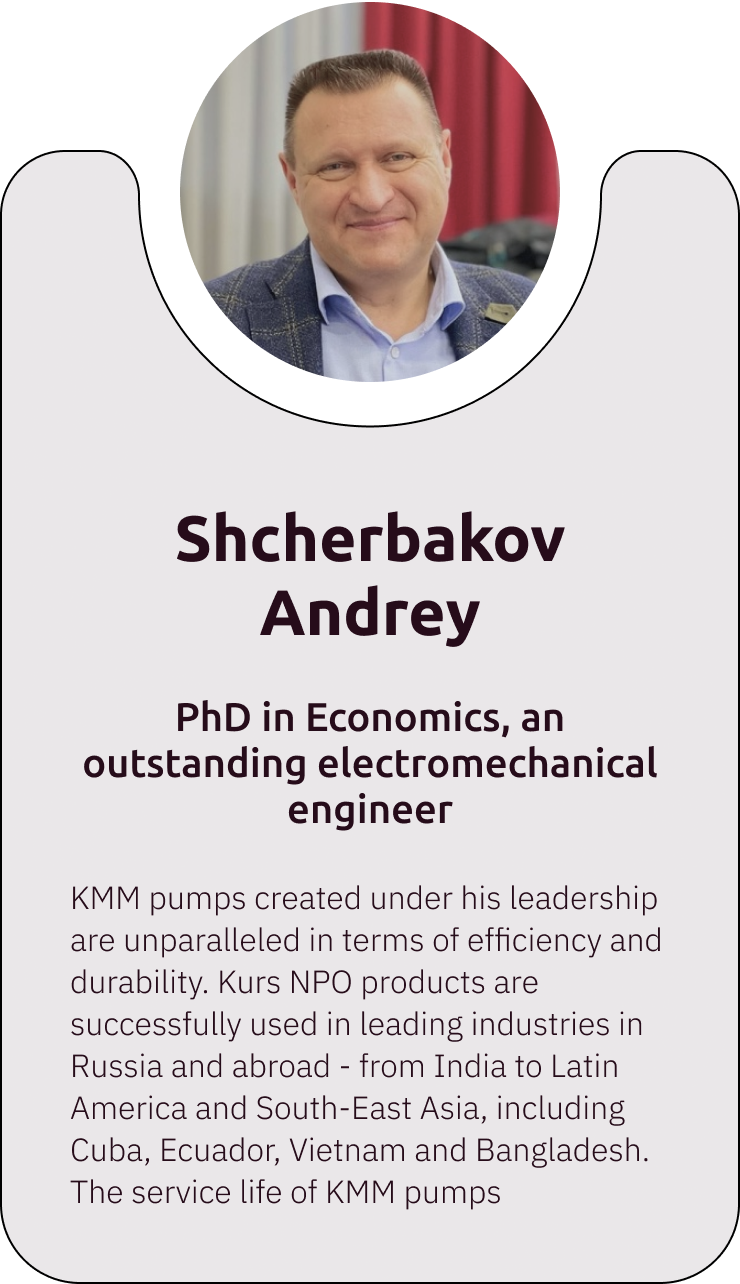 Shcherbakov
Andrey
PhD in Economics, an
outstanding electromechanical
engineer
KMM pumps created under his leadership
are unparalleled in terms of efficiency and
durability. Kurs NPO products are
successfully used in leading industries in
Russia and abroad - from India to Latin
America and South-East Asia, including
Cuba, Ecuador, Vietnam and Bangladesh.
The service life of KMM pumps